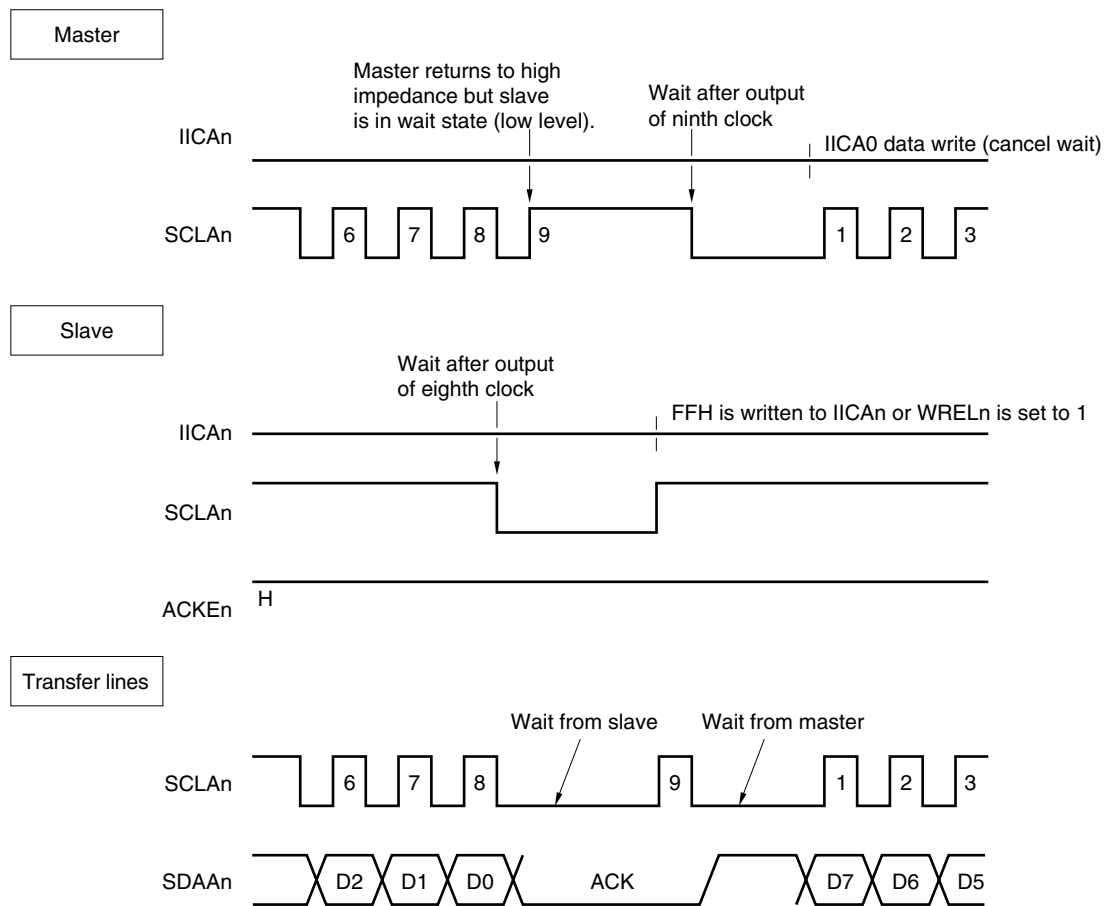 Master
Master returns to high
impedance but slave
is in wait state (low level).
Wait after output
of ninth clock
IICAn
IICA0 data write (cancel wait)
SCLAn
6 7 8 9 1 2 3
Slave
Wait after output
of eighth clock
IICAn
FFH is written to IICAn or WRELn is set to 1
SCLAn
ACKEn
H
Transfer lines
Wait from slave
Wait from master
SCLAn
6 7 8 9 1 2 3
SDAAn
D2 D1 D0 ACK D7 D6 D5